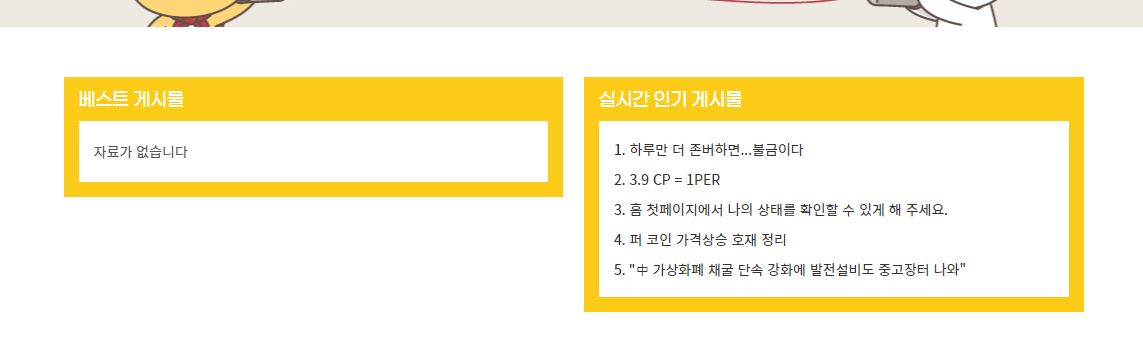 베스트 게시물
자료가 없습니다
실시간 인기 게시물
1. 하루만 더 존버하면...불금이다
2. 3.9 CP = 1PER
3. 홈 첫페이지에서 나의 상태를 확인할 수 있게 해 주세요.
4. 퍼 코인 가격상승 호재 정리
5. "中 가상화폐 채굴 단속 강화에 발전설비도 중고장터 나와"